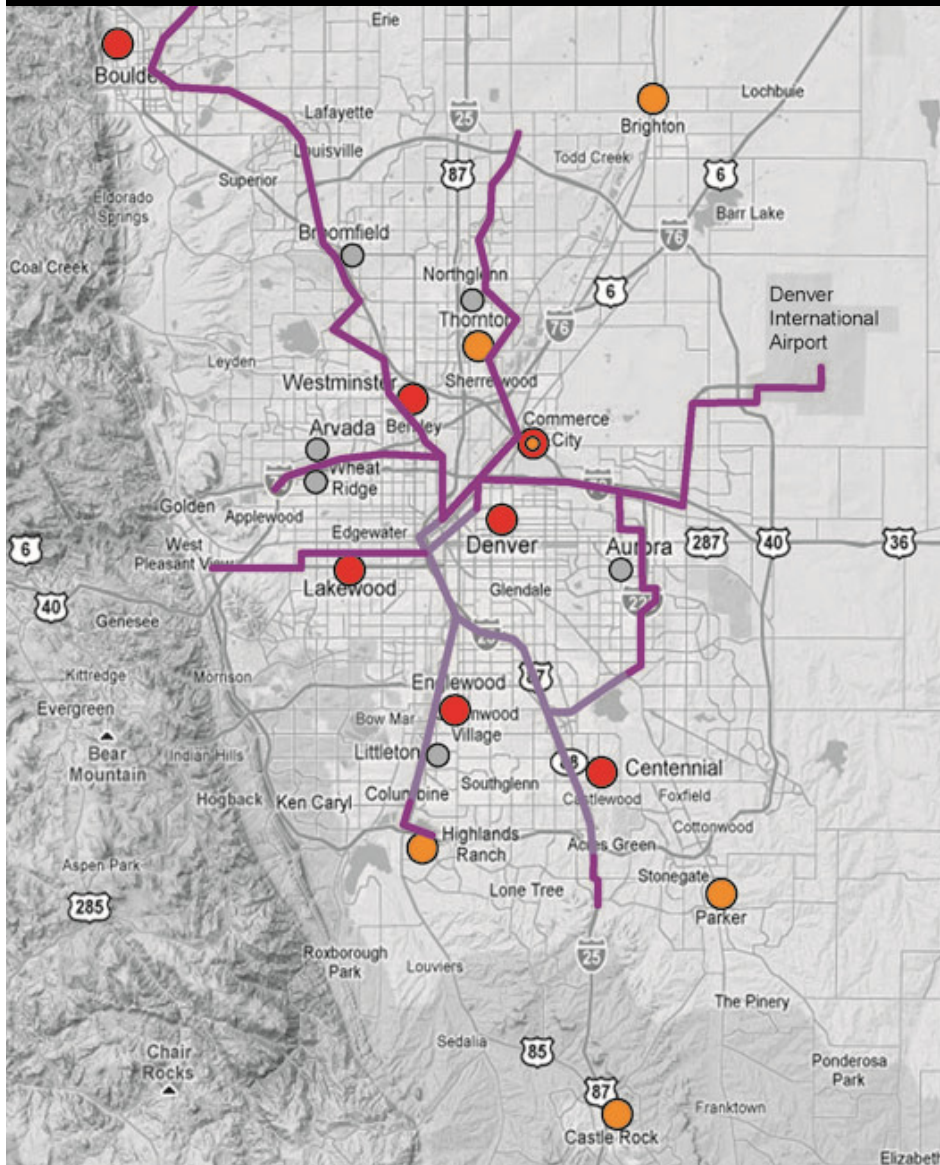 Erie
Boulder
Lochbuie
Lafayette
25
Brighton
Louisville
87
Todd Creek
6
Superior
Eldorado
Springs
Barr Lake
Broomfield
76
Coal Creek
Northglenn
6
Denver
International
Airport
Thornton
76
Leyden
Sherrelwood
Westminster
Berkley
Commerce
City
Arvada
Wheat
Ridge
Golden
Applewood
Edgewater
6
West
Pleasant View
Denver
Aurora
287
40
36
Lakewood
Glendale
40
Genesee
Kittredge
Morrison
87
Englewood
Evergreen
Bow Mar
Village
Bear
Mountain
Indian Hills
Littleton
88
Centennial
Southglenn
Hogback
Ken Caryl
Columbine
Castlewood
Foxfield
Cottonwood
Highlands
Ranch
Acres Green
Aspen Park
Stonegate
Lone Tree
285
Parker
Roxborough
Park
Louviers
25
The Pinery
Sedalia
85
Chair
Rocks
Ponderosa
Park
87
Franktown
Castle Rock
Elizabeth